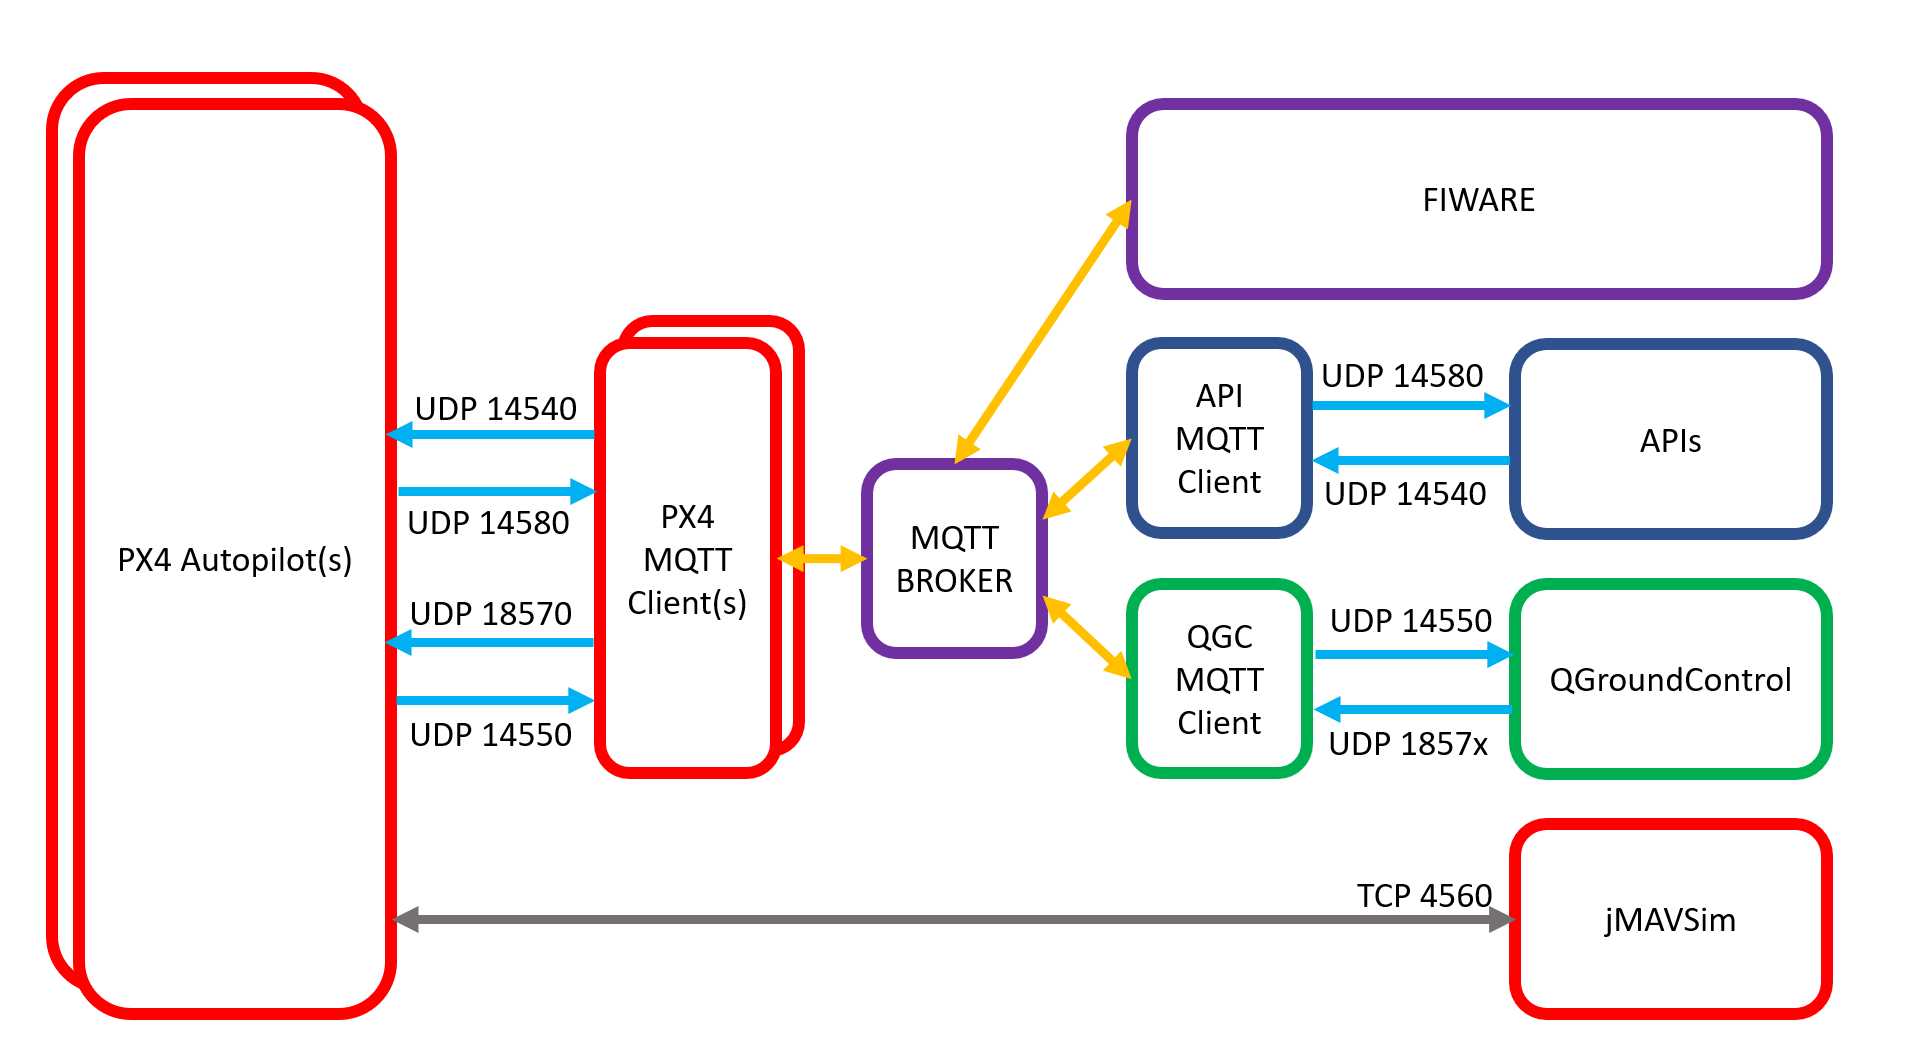 FIWARE
UDP 14540
UDP 14580
PX4 Autopilot(s)
UDP 18570
UDP 14550
PX4
MQTT
Client(s)
MQTT
BROKER
API
MQTT
Client
UDP 14580
UDP 14540
APIs
QGC
MQTT
Client
UDP 14550
UDP 1857x
QGroundControl
TCP 4560
jMAVSim